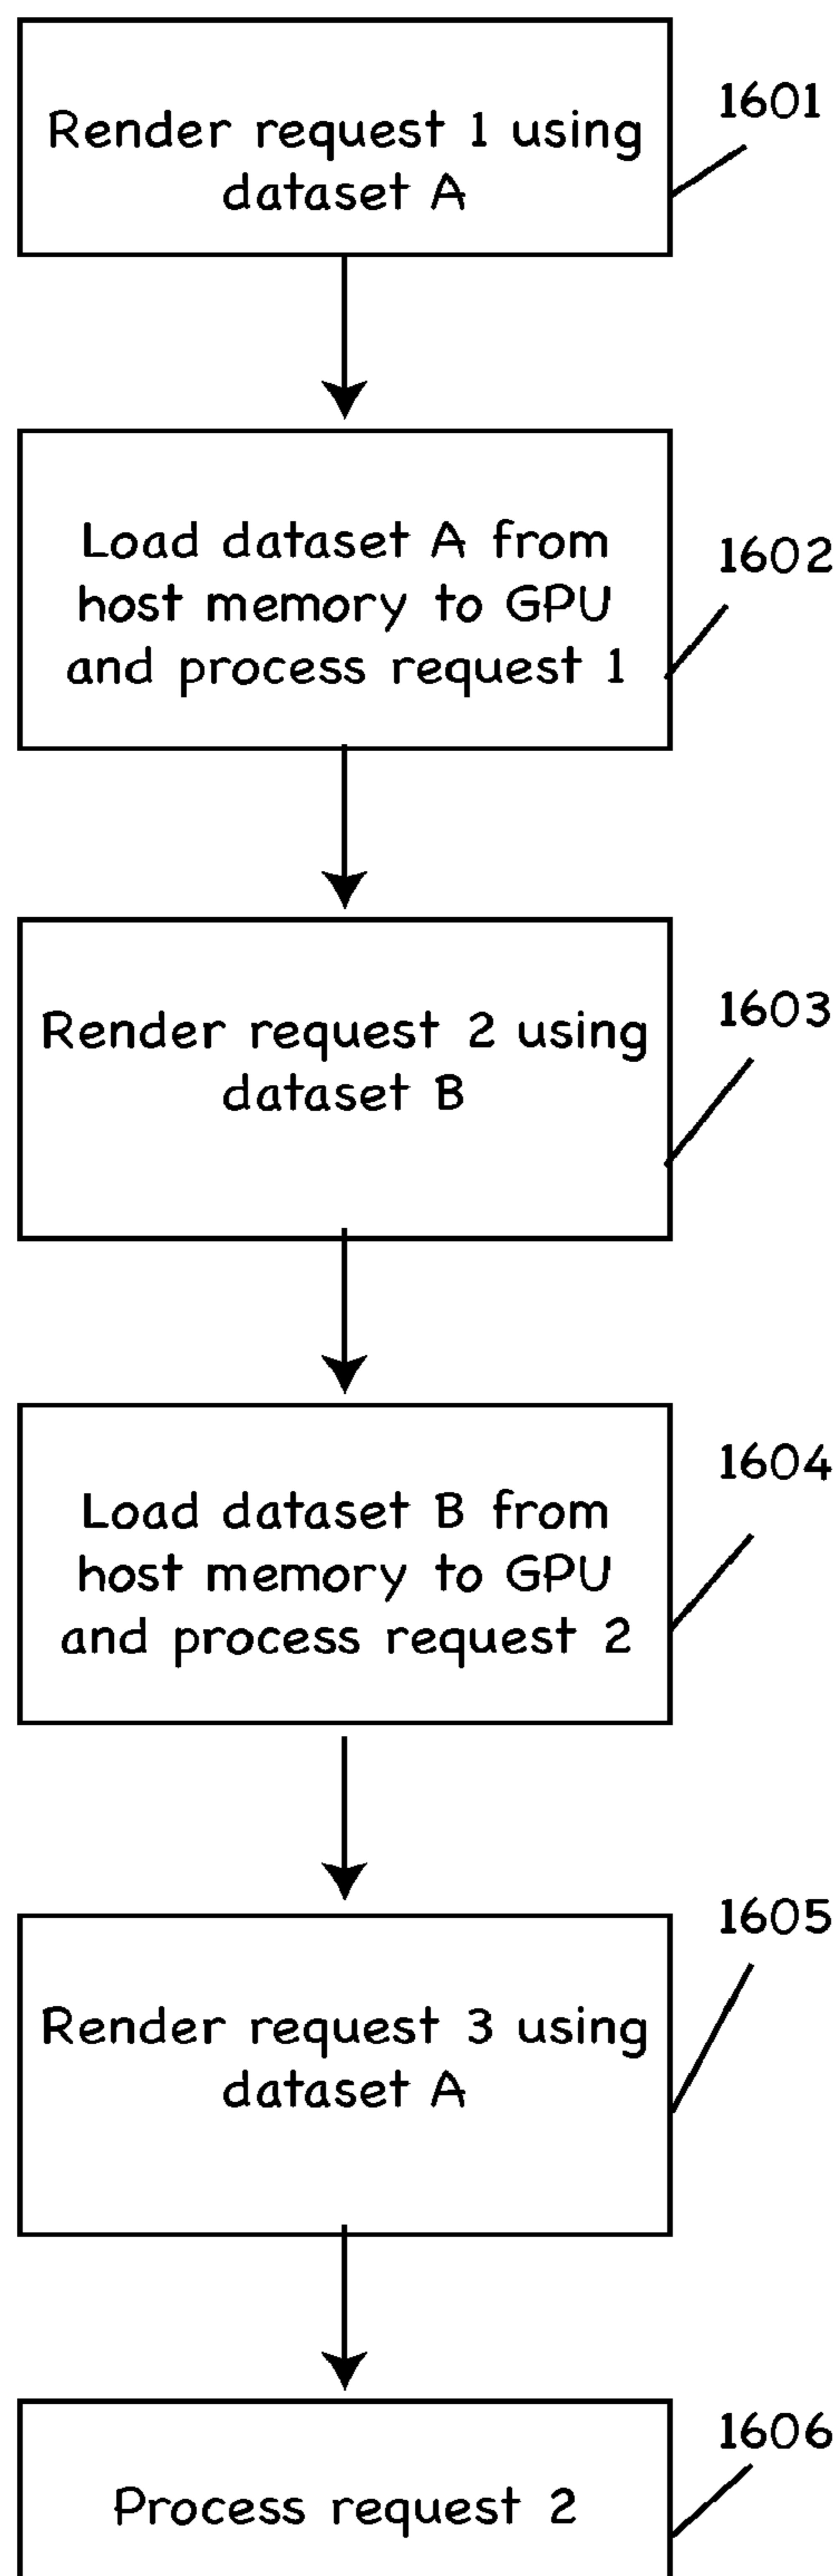 Render request 1 using
dataset A
1601
Load dataset A from
host memory to GPU
and process request 1
1602
Render request 2 using
dataset B
1603
Load dataset B from
host memory to GPU
and process request 2
1604
Render request 3 using
dataset A
1605
Process request 2
1606